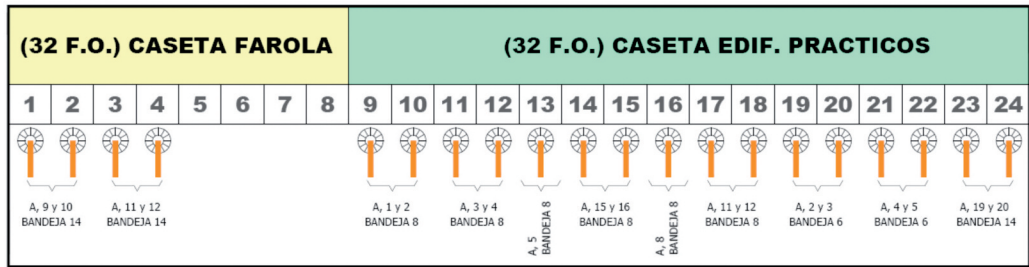 (32 F.O.) CASETA FAROLA
(32 F.O.) CASETA EDIF. PRACTICOS
1 2 3 4 5 6 7 8 9 10 11 12 13 14 15 16 17 18 19 20 21 22 23 24
A, 9 y 10
BANDEJA 14
A, 11 y 12
BANDEJA 14
A, 1 y 2
BANDEJA 8
A, 3 y 4
BANDEJA 8
A, 5
BANDEJA 8
A, 15 y 16
BANDEJA 8
A, 8
BANDEJA 8
A, 11 y 12
BANDEJA 8
A, 2 y 3
BANDEJA 6
A, 4 y 5
BANDEJA 6
A, 19 y 20
BANDEJA 14